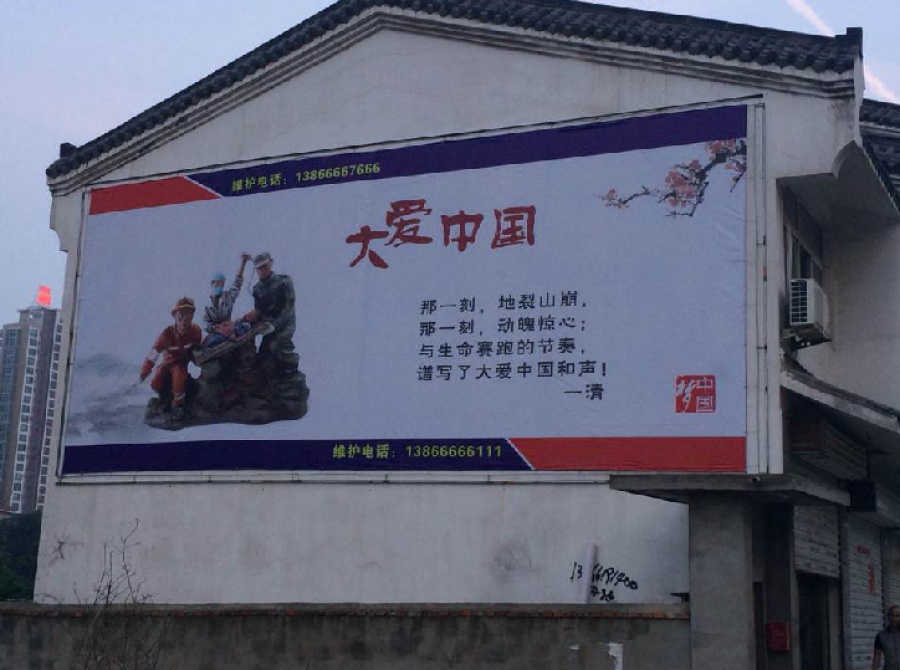 维护电话：13866667666
大爱中国
那一刻，地裂山崩，
那一刻，动魄惊心；
与生命赛跑的节奏，
谱写了大爱中国和声！
一清
中国
梦
维护电话：13866666111